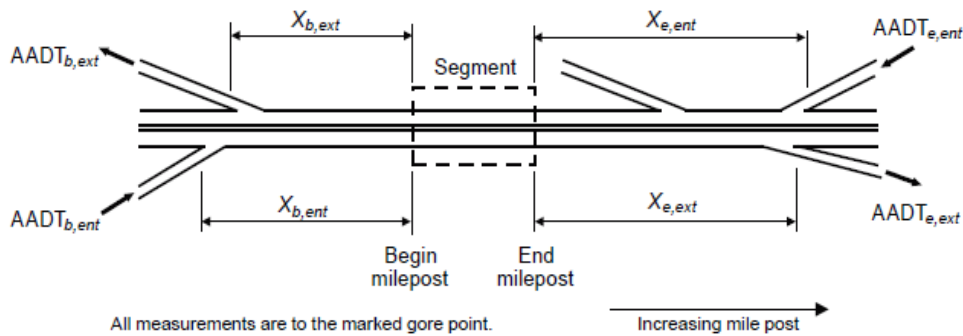 X_b,ext
X_e,ent
AADT_b,ext
AADT_e,ent
Segment
AADT_b,ent
X_b,ent
X_e,ext
AADT_e,ext
Begin
milepost
End
milepost
All measurements are to the marked gore point.
Increasing mile post